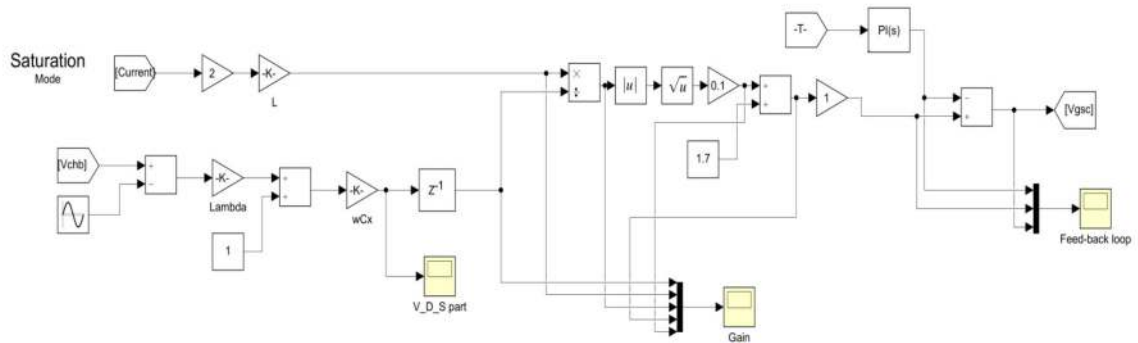 Saturation
Mode
[Current]
2
-K-
L
×
÷
|u|
√u
0.1
+
+
1.7
1
-T-
PI(s)
-
+
[Vgsc]
Feed-back loop
[Vchb]
+
-
-K-
Lambda
1
+
+
-K-
wCx
Z-1
V_D_S part
Gain